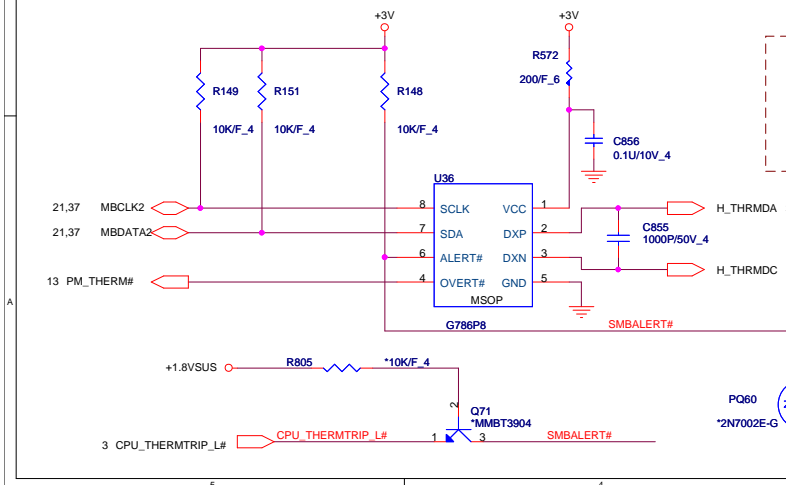 +3V
+3V
R572
200/F_6
R149
R151
R148
10K/F_4
10K/F_4
10K/F_4
C856
0.1U/10V_4
U36
21,37 MBCLK2
8 SCLK VCC 1
H_THRMDA
21,37 MBDATA2
7 SDA DXP 2
C855
1000P/50V_4
6 ALERT# DXN 3
H_THRMDC
13 PM_THERM#
4 OVERT# GND 5
MSOP
G786P8
SMBALERT#
+1.8VSUS
R805
*10K/F_4
2
Q71
*MMBT3904
PQ60
*2N7002E-G
3 CPU_THERMTRIP_L#
CPU_THERMTRIP_L#
1
3
SMBALERT#
A